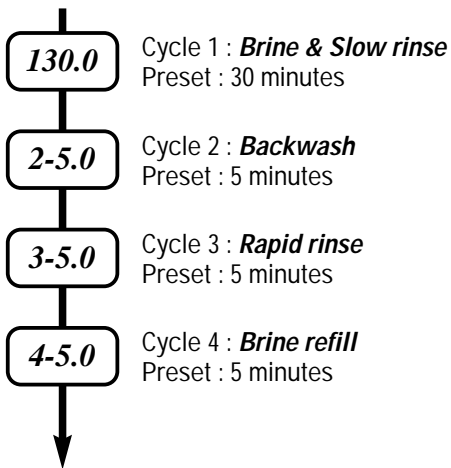 130.0
Cycle 1 : Brine & Slow rinse
Preset : 30 minutes
2-5.0
Cycle 2 : Backwash
Preset : 5 minutes
3-5.0
Cycle 3 : Rapid rinse
Preset : 5 minutes
4-5.0
Cycle 4 : Brine refill
Preset : 5 minutes